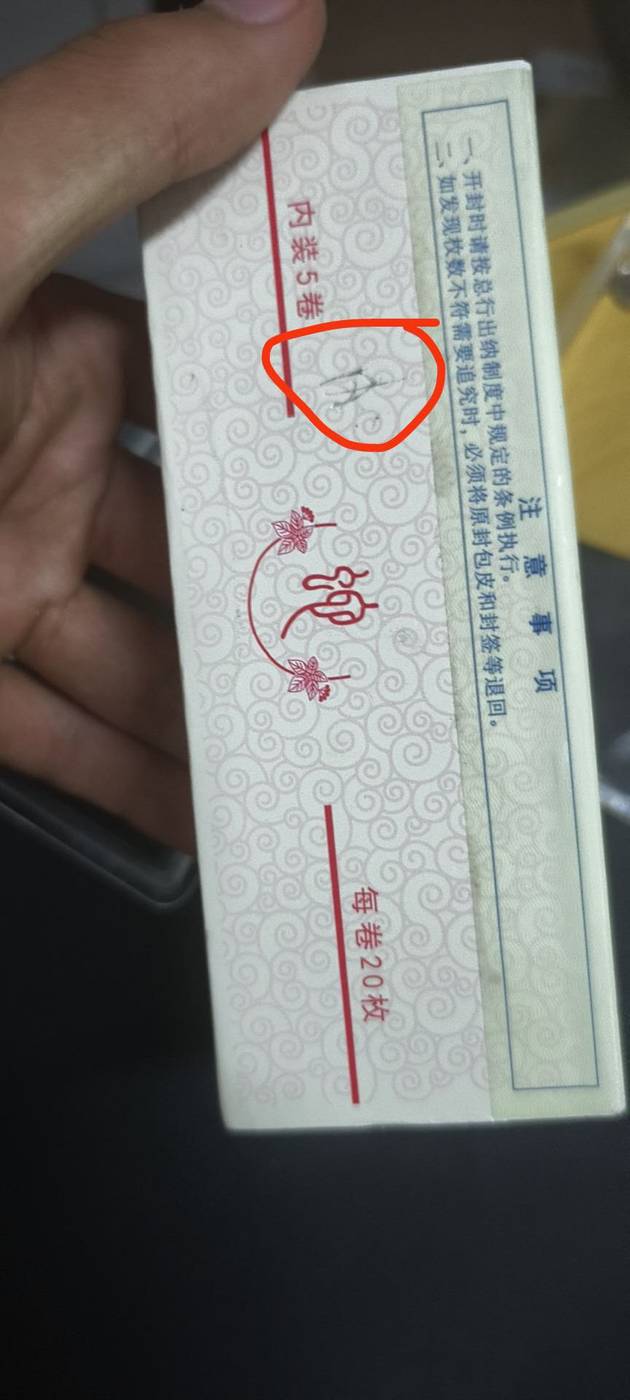 注意事项
一、开封时请按总行出纳制度中规定的条例执行。
二、如发现枚数不符需要追究时，必须将原封包皮和封签等退回。
内装5卷
每卷20枚